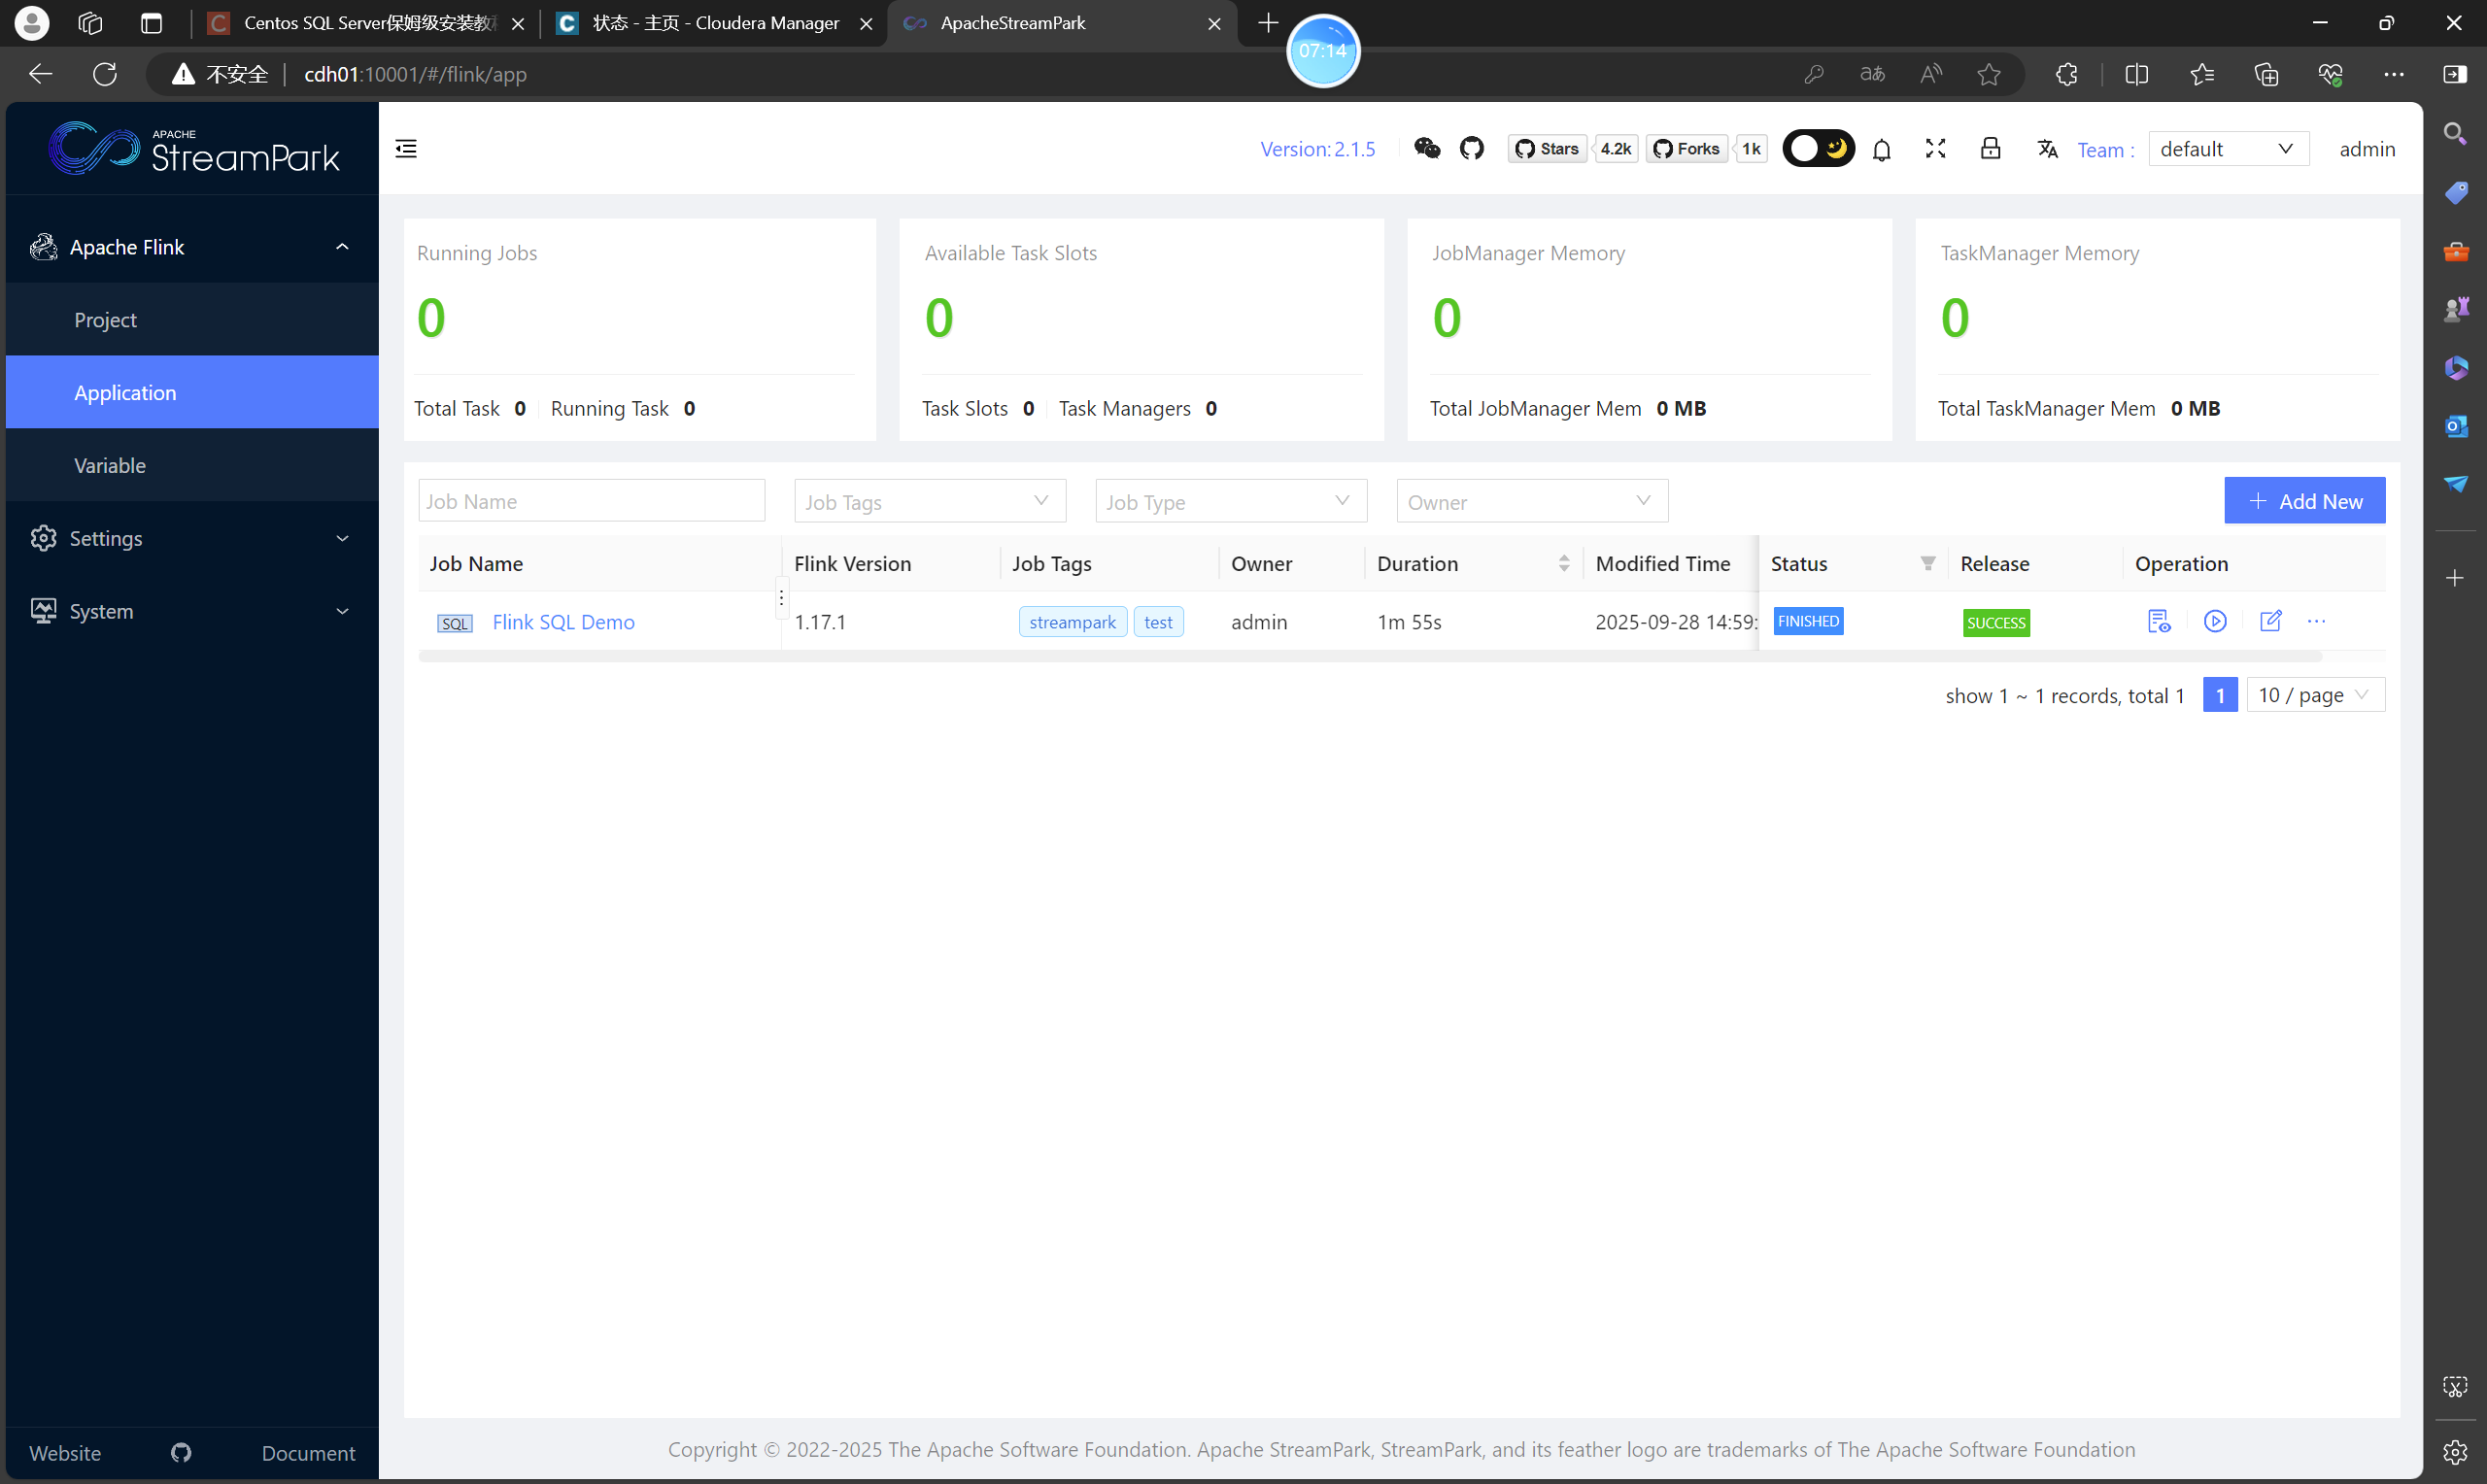 Centos SQL Server保姆级安装教
状态 - 主页 - Cloudera Manager
ApacheStreamPark
07:14
不安全
cdh01:10001/#/flink/app
APACHE
StreamPark
Version: 2.1.5
Stars 4.2k
Forks 1k
Team :
default
admin
Apache Flink
Project
Application
Variable
Settings
System
Running Jobs
0
Total Task 0 Running Task 0
Available Task Slots
0
Task Slots 0 Task Managers 0
JobManager Memory
0
Total JobManager Mem 0 MB
TaskManager Memory
0
Total TaskManager Mem 0 MB
Job Name
Job Tags
Job Type
Owner
Add New
Job Name Flink Version Job Tags Owner Duration Modified Time Status Release Operation
SQL Flink SQL Demo 1.17.1 streampark test admin 1m 55s 2025-09-28 14:59: FINISHED SUCCESS
show 1 ~ 1 records, total 1 1 10 / page
Website
Document
Copyright © 2022-2025 The Apache Software Foundation. Apache StreamPark, StreamPark, and its feather logo are trademarks of The Apache Software Foundation